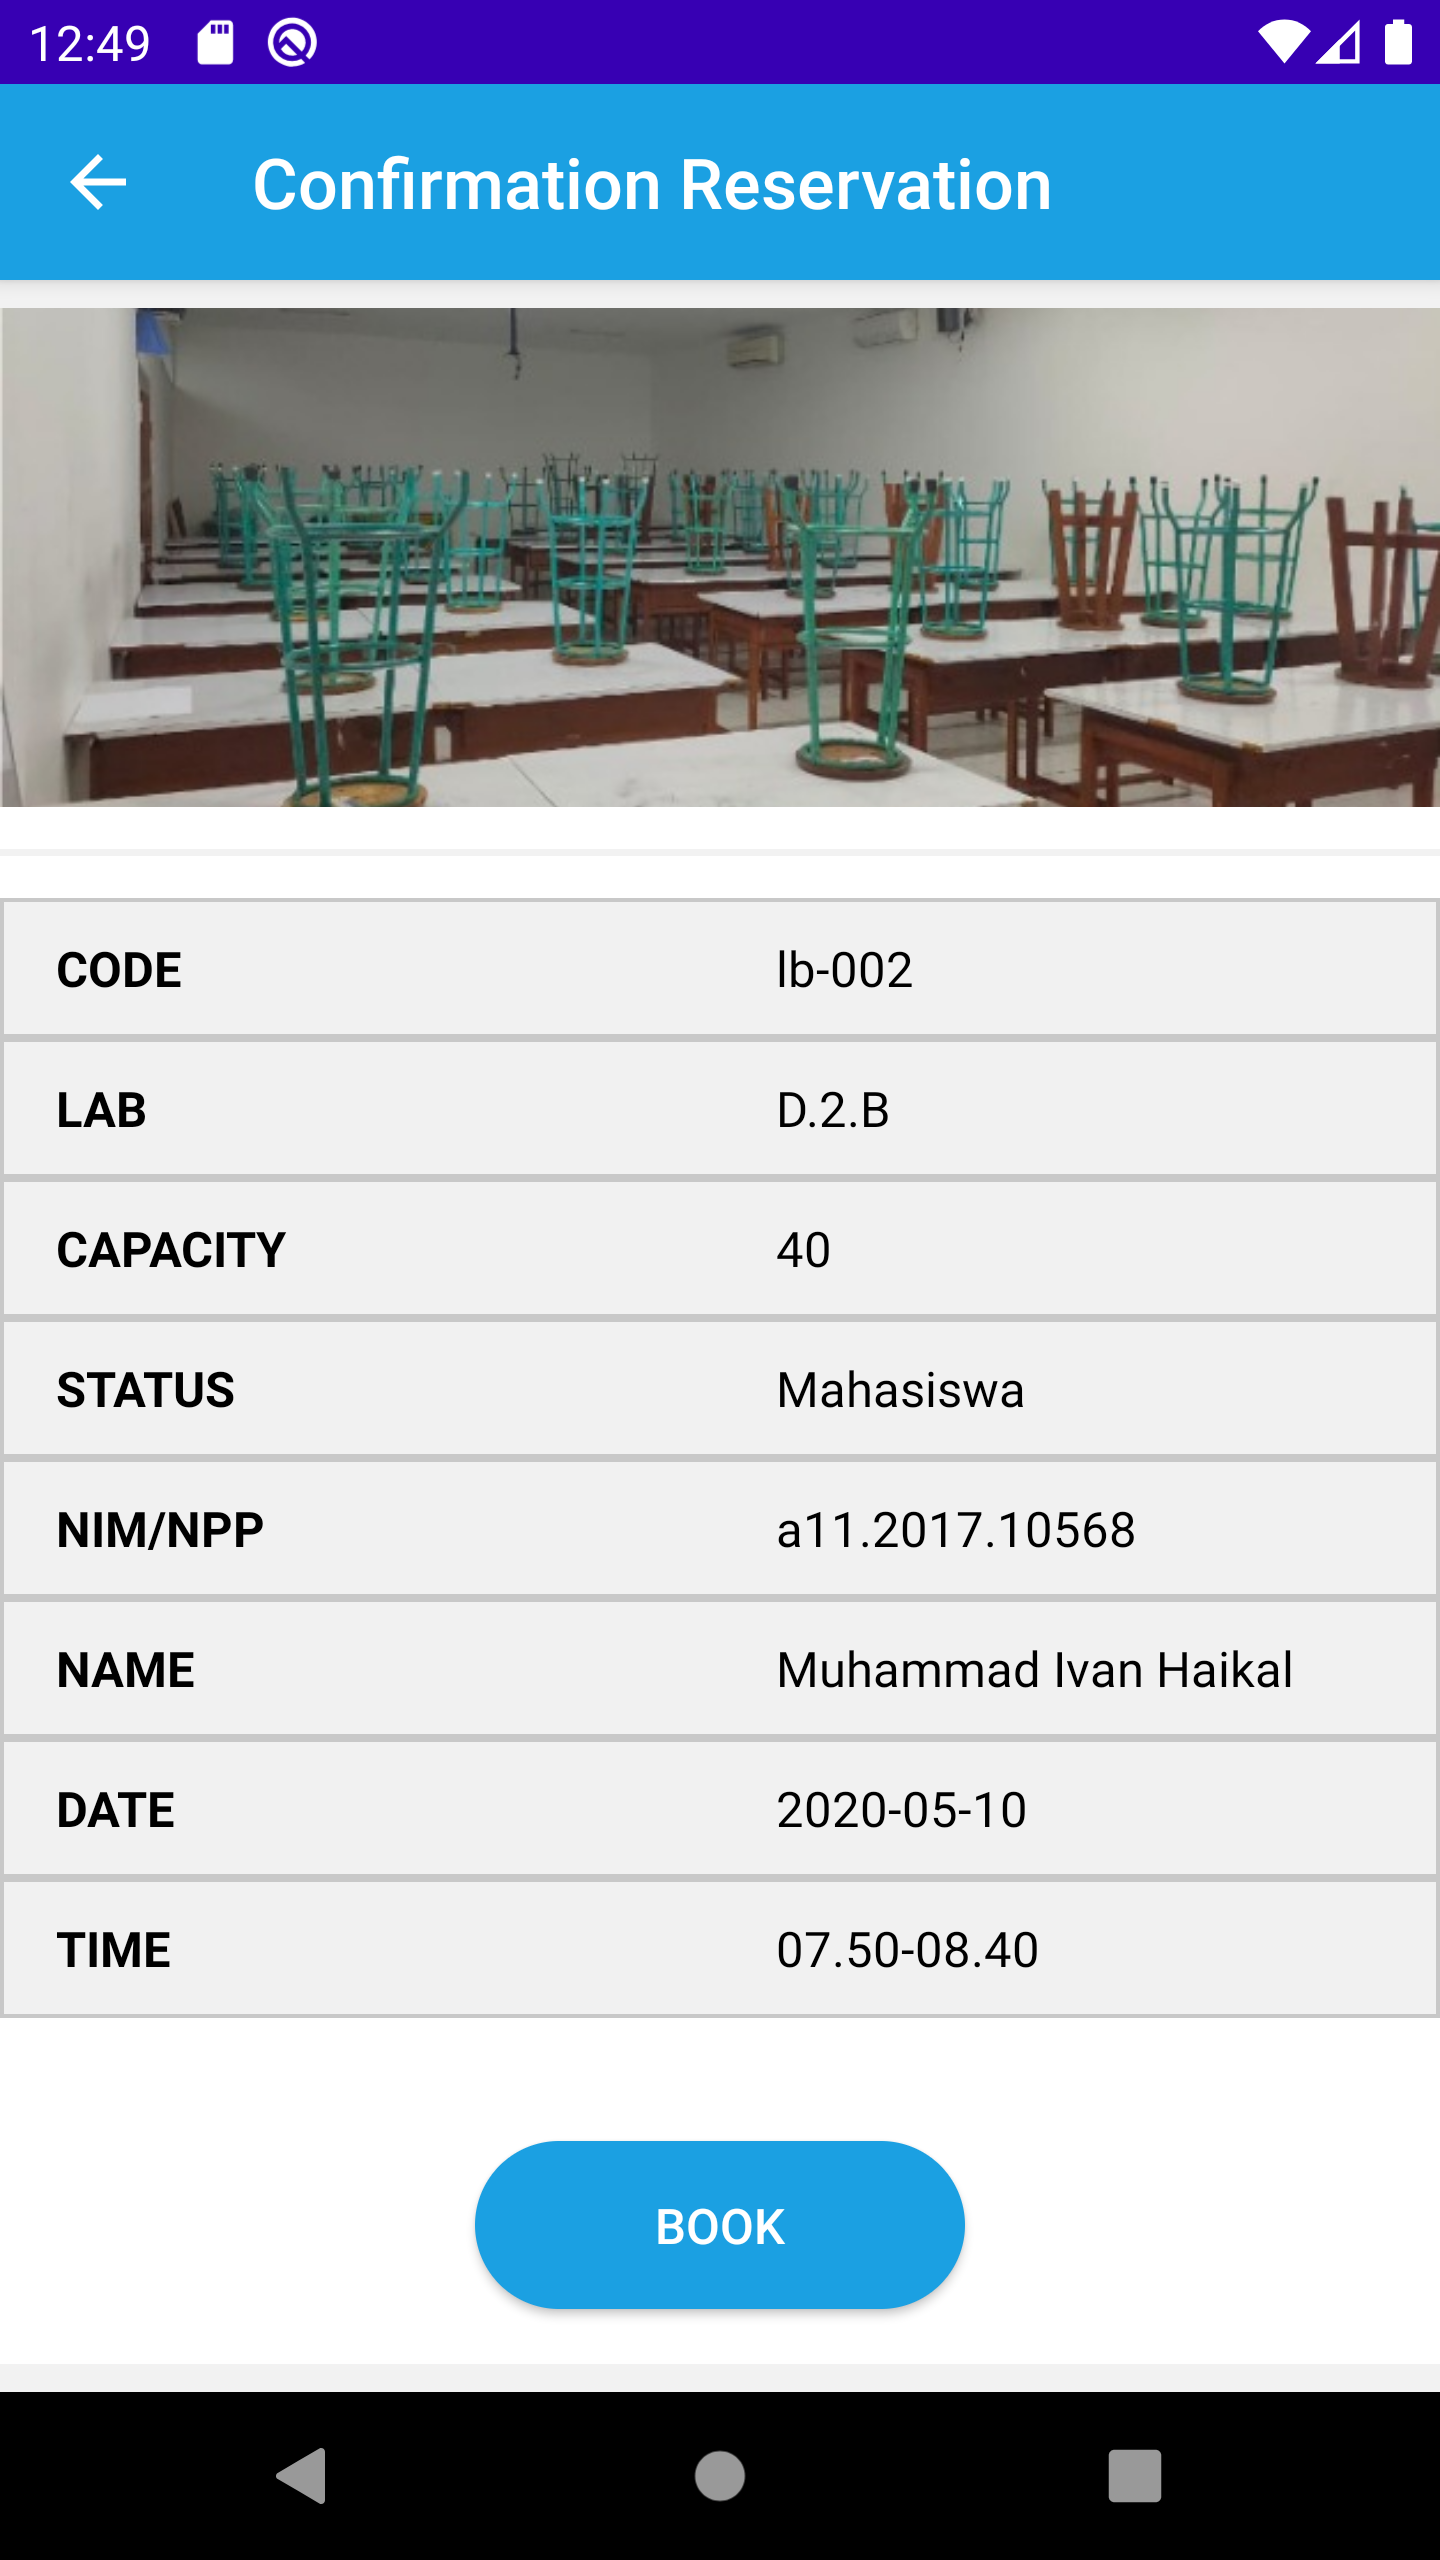 12:49
Confirmation Reservation
CODE lb-002
LAB D.2.B
CAPACITY 40
STATUS Mahasiswa
NIM/NPP a11.2017.10568
NAME Muhammad Ivan Haikal
DATE 2020-05-10
TIME 07.50-08.40
BOOK